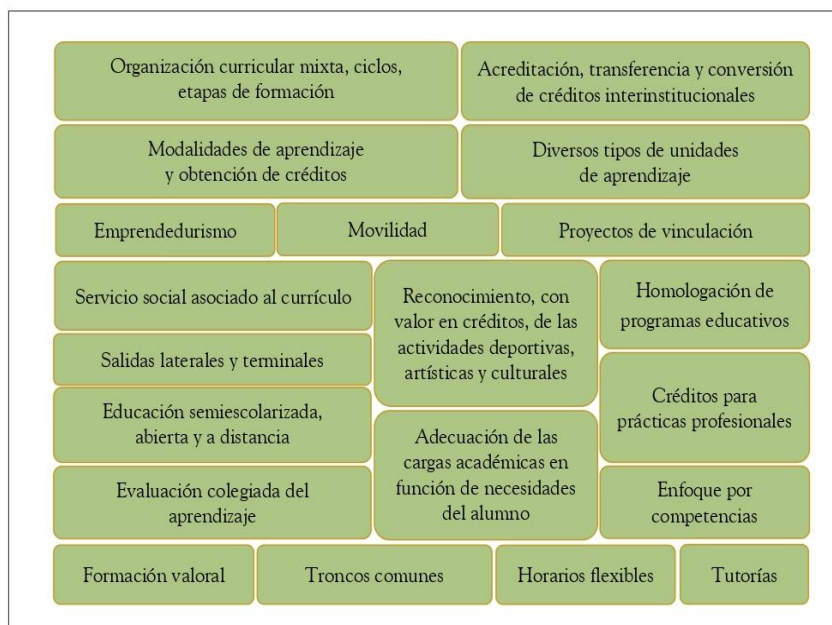 Organización curricular mixta, ciclos,
etapas de formación
Acreditación, transferencia y conversión
de créditos interinstitucionales
Modalidades de aprendizaje
y obtención de créditos
Diversos tipos de unidades
de aprendizaje
Emprendedurismo
Movilidad
Proyectos de vinculación
Servicio social asociado al currículo
Reconocimiento, con
valor en créditos, de las
actividades deportivas,
artísticas y culturales
Homologación de
programas educativos
Salidas laterales y terminales
Créditos para
prácticas profesionales
Educación semiescolarizada,
abierta y a distancia
Adecuación de las
cargas académicas en
función de necesidades
del alumno
Evaluación colegiada del
aprendizaje
Enfoque por
competencias
Formación valoral
Troncos comunes
Horarios flexibles
Tutorías